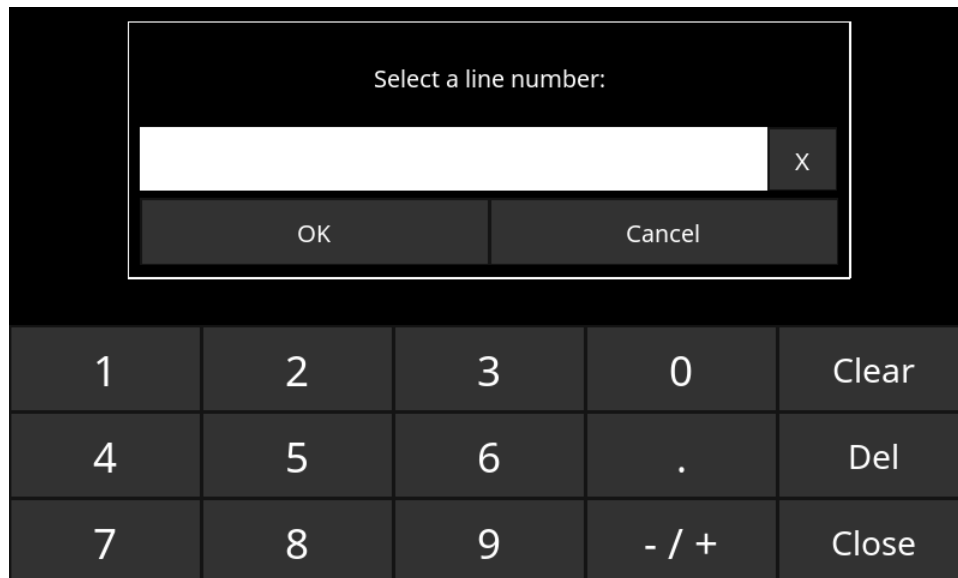 Select a line number:
X
OK Cancel
1 2 3 0 Clear
4 5 6 . Del
7 8 9 - / + Close